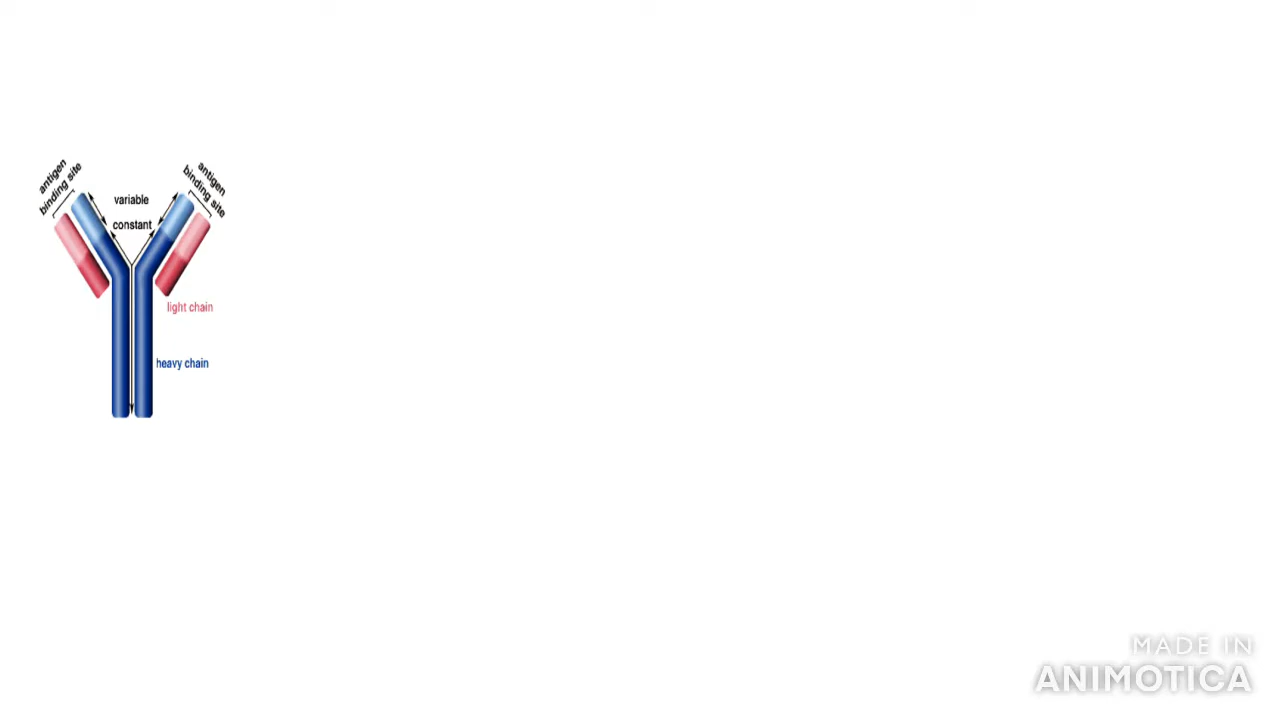 antigen
binding site
antigen
binding site
variable
constant
light chain
heavy chain
MADE IN
ANIMOTICA